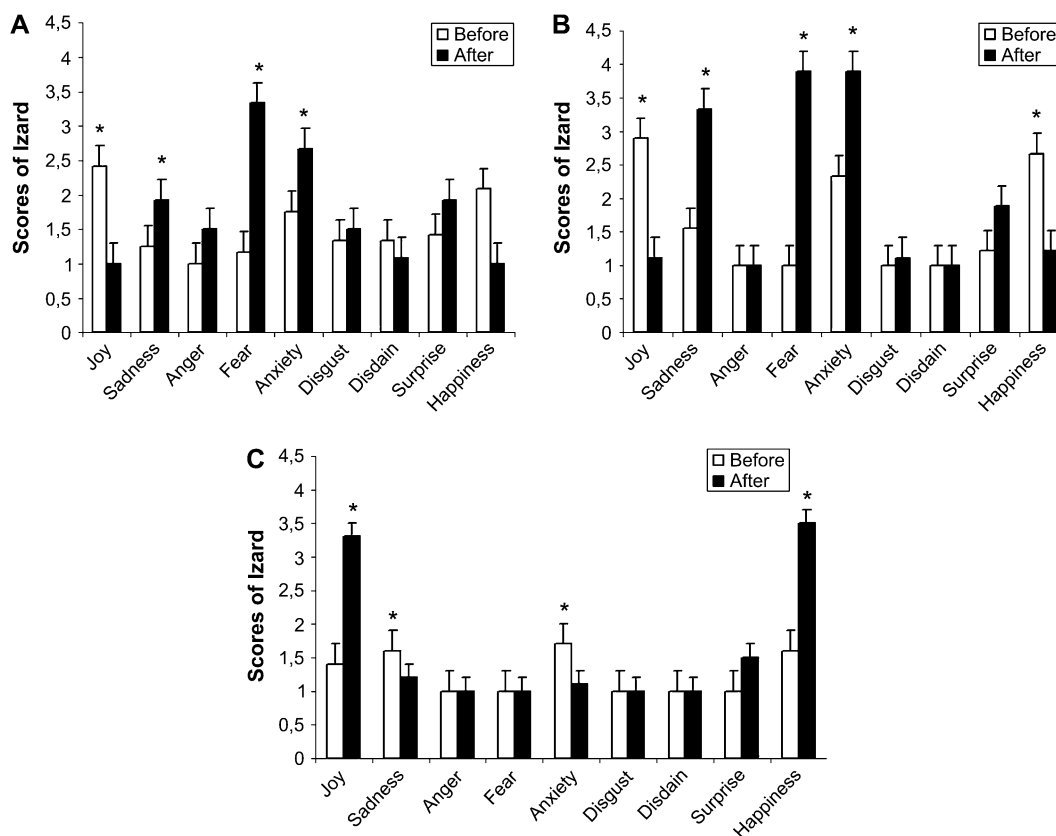 A
Scores of Izard
4,5
4
3,5
3
2,5
2
1,5
1
0,5
0
Before
After
*
*
*
*
Joy
Sadness
Anger
Fear
Anxiety
Disgust
Disdain
Surprise
Happiness
B
Scores of Izard
4,5
4
3,5
3
2,5
2
1,5
1
0,5
0
Before
After
*
*
*
*
*
Joy
Sadness
Anger
Fear
Anxiety
Disgust
Disdain
Surprise
Happiness
C
Scores of Izard
4,5
4
3,5
3
2,5
2
1,5
1
0,5
0
Before
After
*
*
*
*
Joy
Sadness
Anger
Fear
Anxiety
Disgust
Disdain
Surprise
Happiness